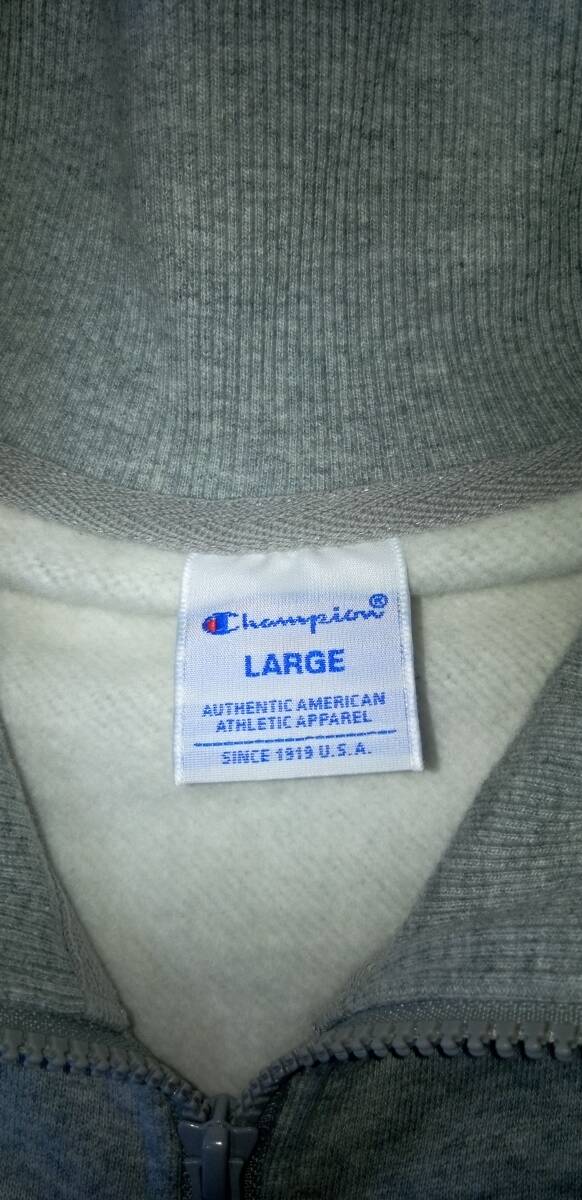 Champion®
LARGE
AUTHENTIC AMERICAN
ATHLETIC APPAREL
SINCE 1919 U.S.A.